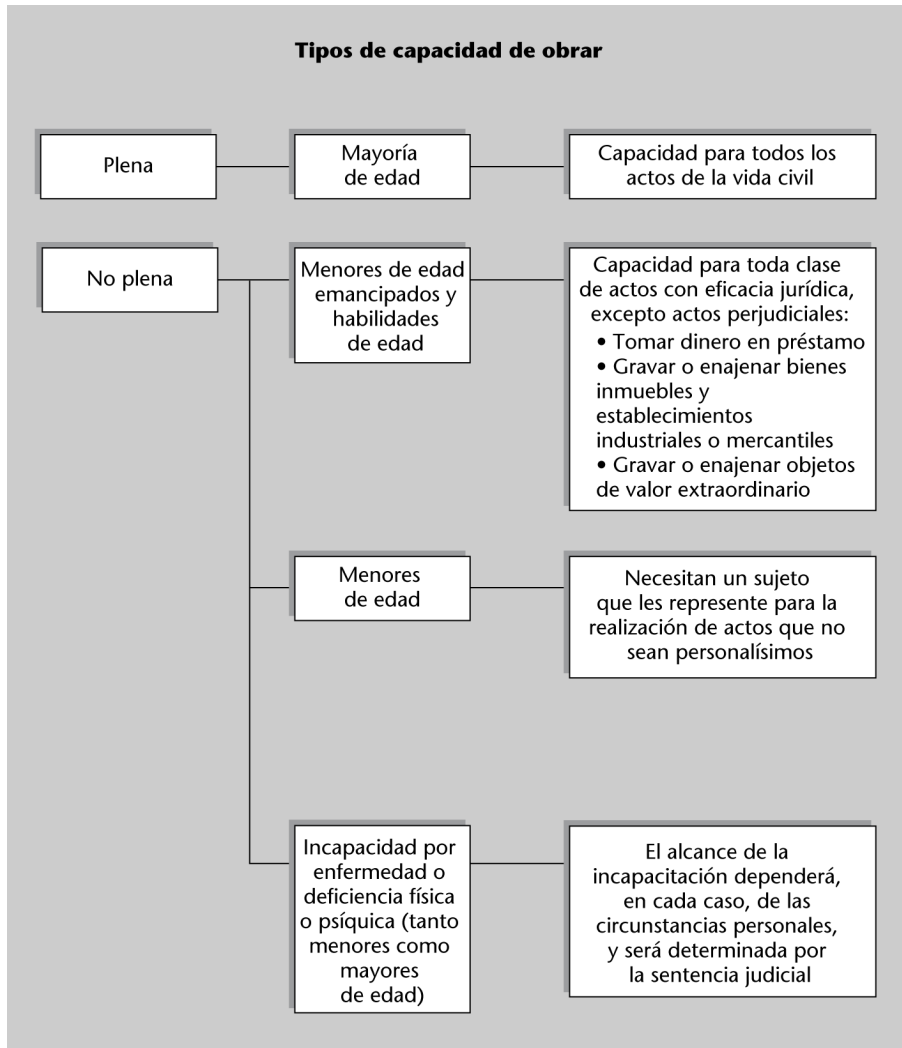 Tipos de capacidad de obrar
Plena
Mayoría
de edad
Capacidad para todos los
actos de la vida civil
No plena
Menores de edad
emancipados y
habilidades
de edad
Capacidad para toda clase
de actos con eficacia jurídica,
excepto actos perjudiciales:
• Tomar dinero en préstamo
• Gravar o enajenar bienes
inmuebles y
establecimientos
industriales o mercantiles
• Gravar o enajenar objetos
de valor extraordinario
Menores
de edad
Necesitan un sujeto
que les represente para la
realización de actos que no
sean personalísimos
Incapacidad por
enfermedad o
deficiencia física
o psíquica (tanto
menores como
mayores
de edad)
El alcance de la
incapacitación dependerá,
en cada caso, de las
circunstancias personales,
y será determinada por
la sentencia judicial